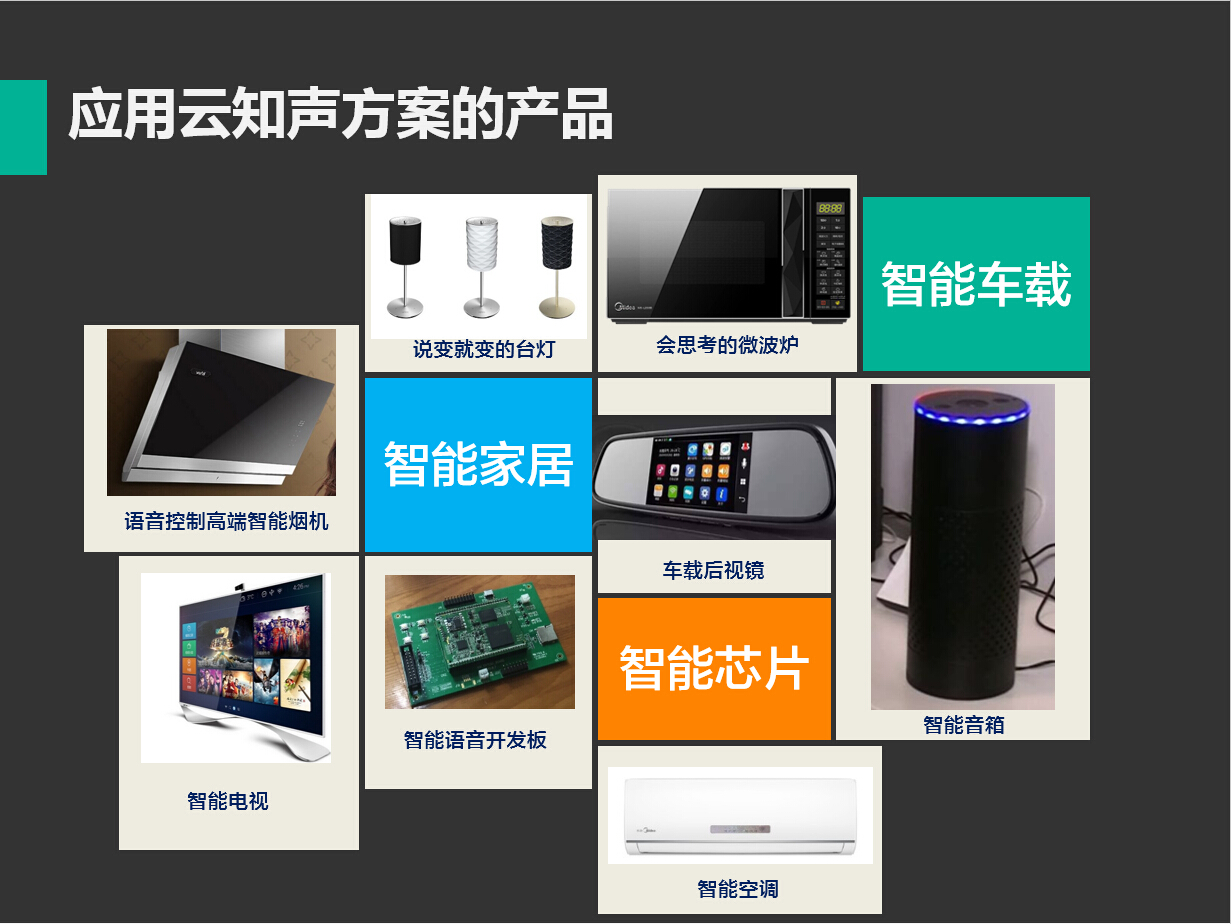 应用云知声方案的产品
说变就变的台灯
Midea
会思考的微波炉
智能车载
语音控制高端智能烟机
智能家居
车载后视镜
智能音箱
智能电视
智能语音开发板
智能芯片
Midea
智能空调